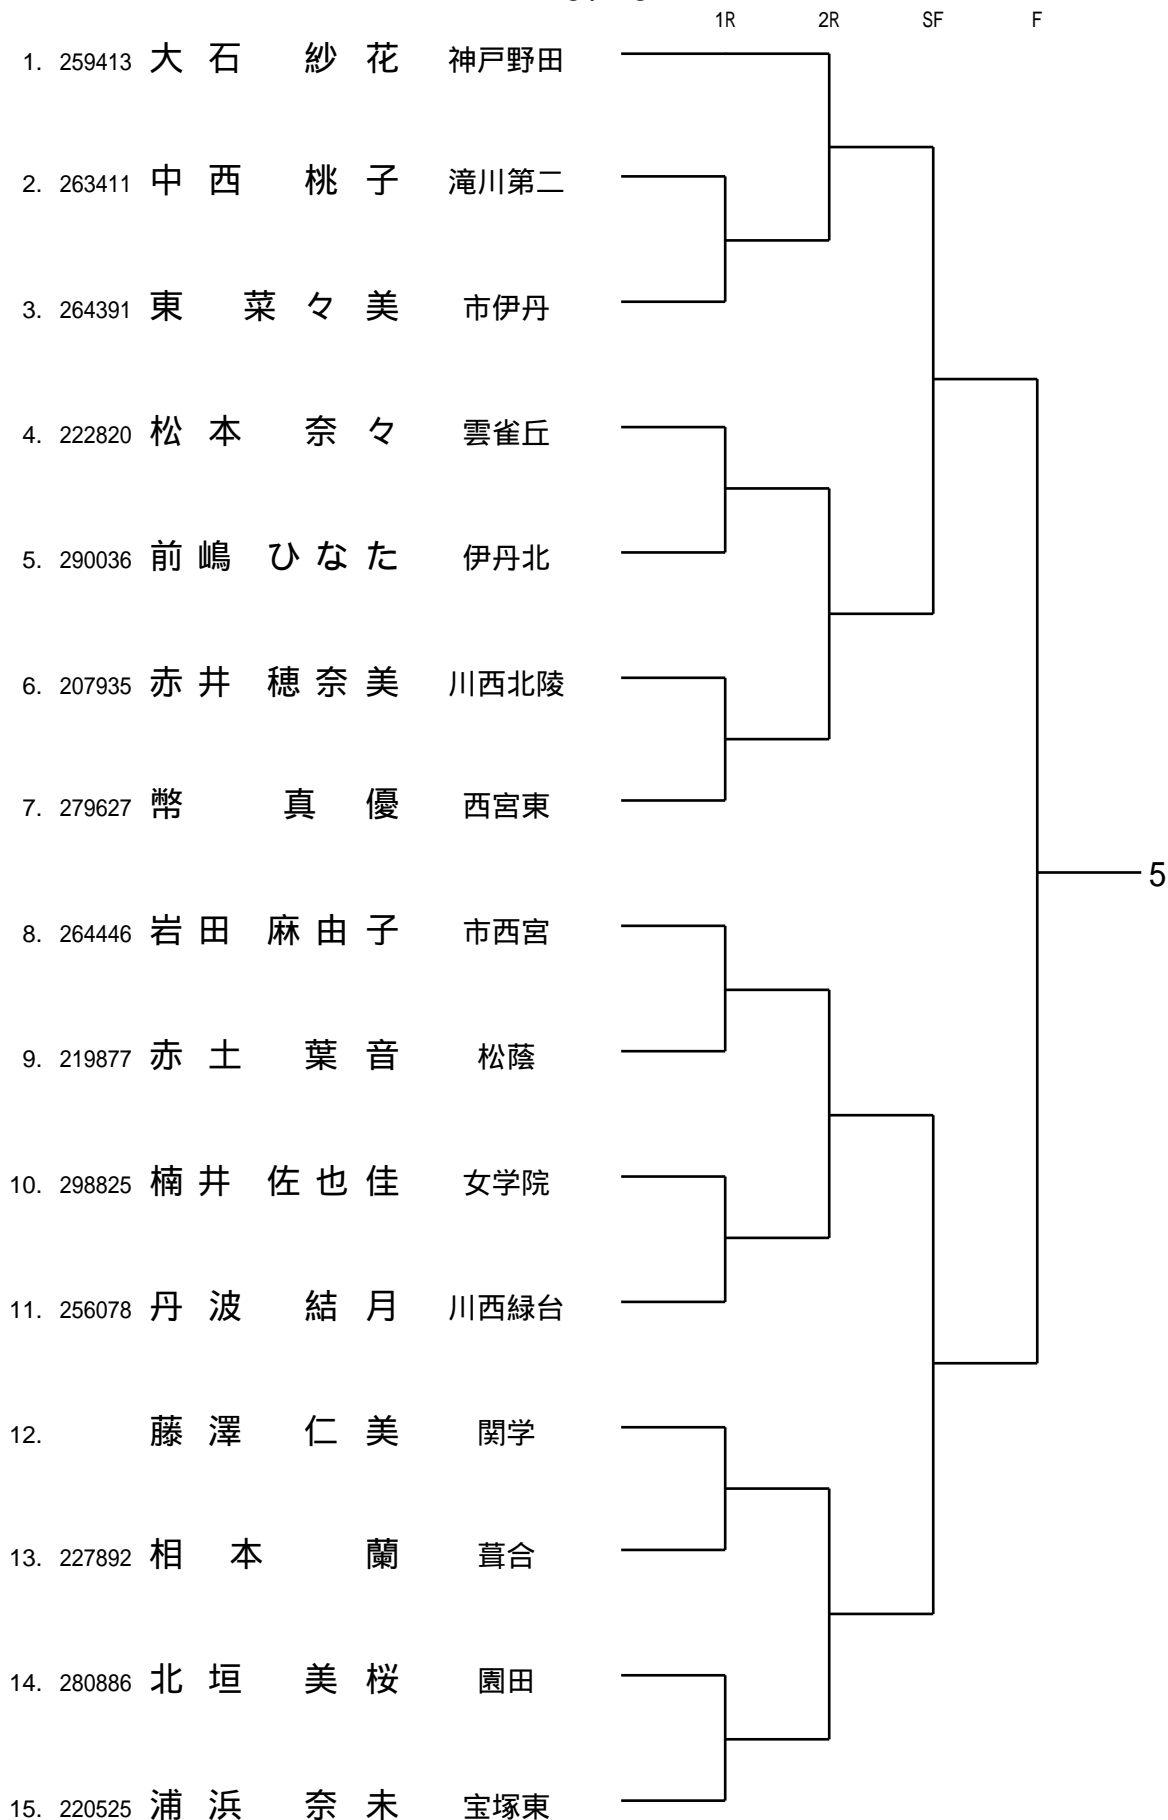 1R 2R SF F
1. 259413 大石 紗花 神戸野田
2. 263411 中西 桃子 滝川第二
3. 264391 東 菜々美 市伊丹
4. 222820 松本 奈々 雲雀丘
5. 290036 前嶋 ひなた 伊丹北
6. 207935 赤井 穂奈美 川西北陵
7. 279627 幣 真優 西宮東
5
8. 264446 岩田 麻由子 市西宮
9. 219877 赤土 葉音 松蔭
10. 298825 楠井 佐也佳 女学院
11. 256078 丹波 結月 川西緑台
12. 藤澤 仁美 関学
13. 227892 相本 蘭 葺合
14. 280886 北垣 美桜 園田
15. 220525 浦浜 奈未 宝塚東